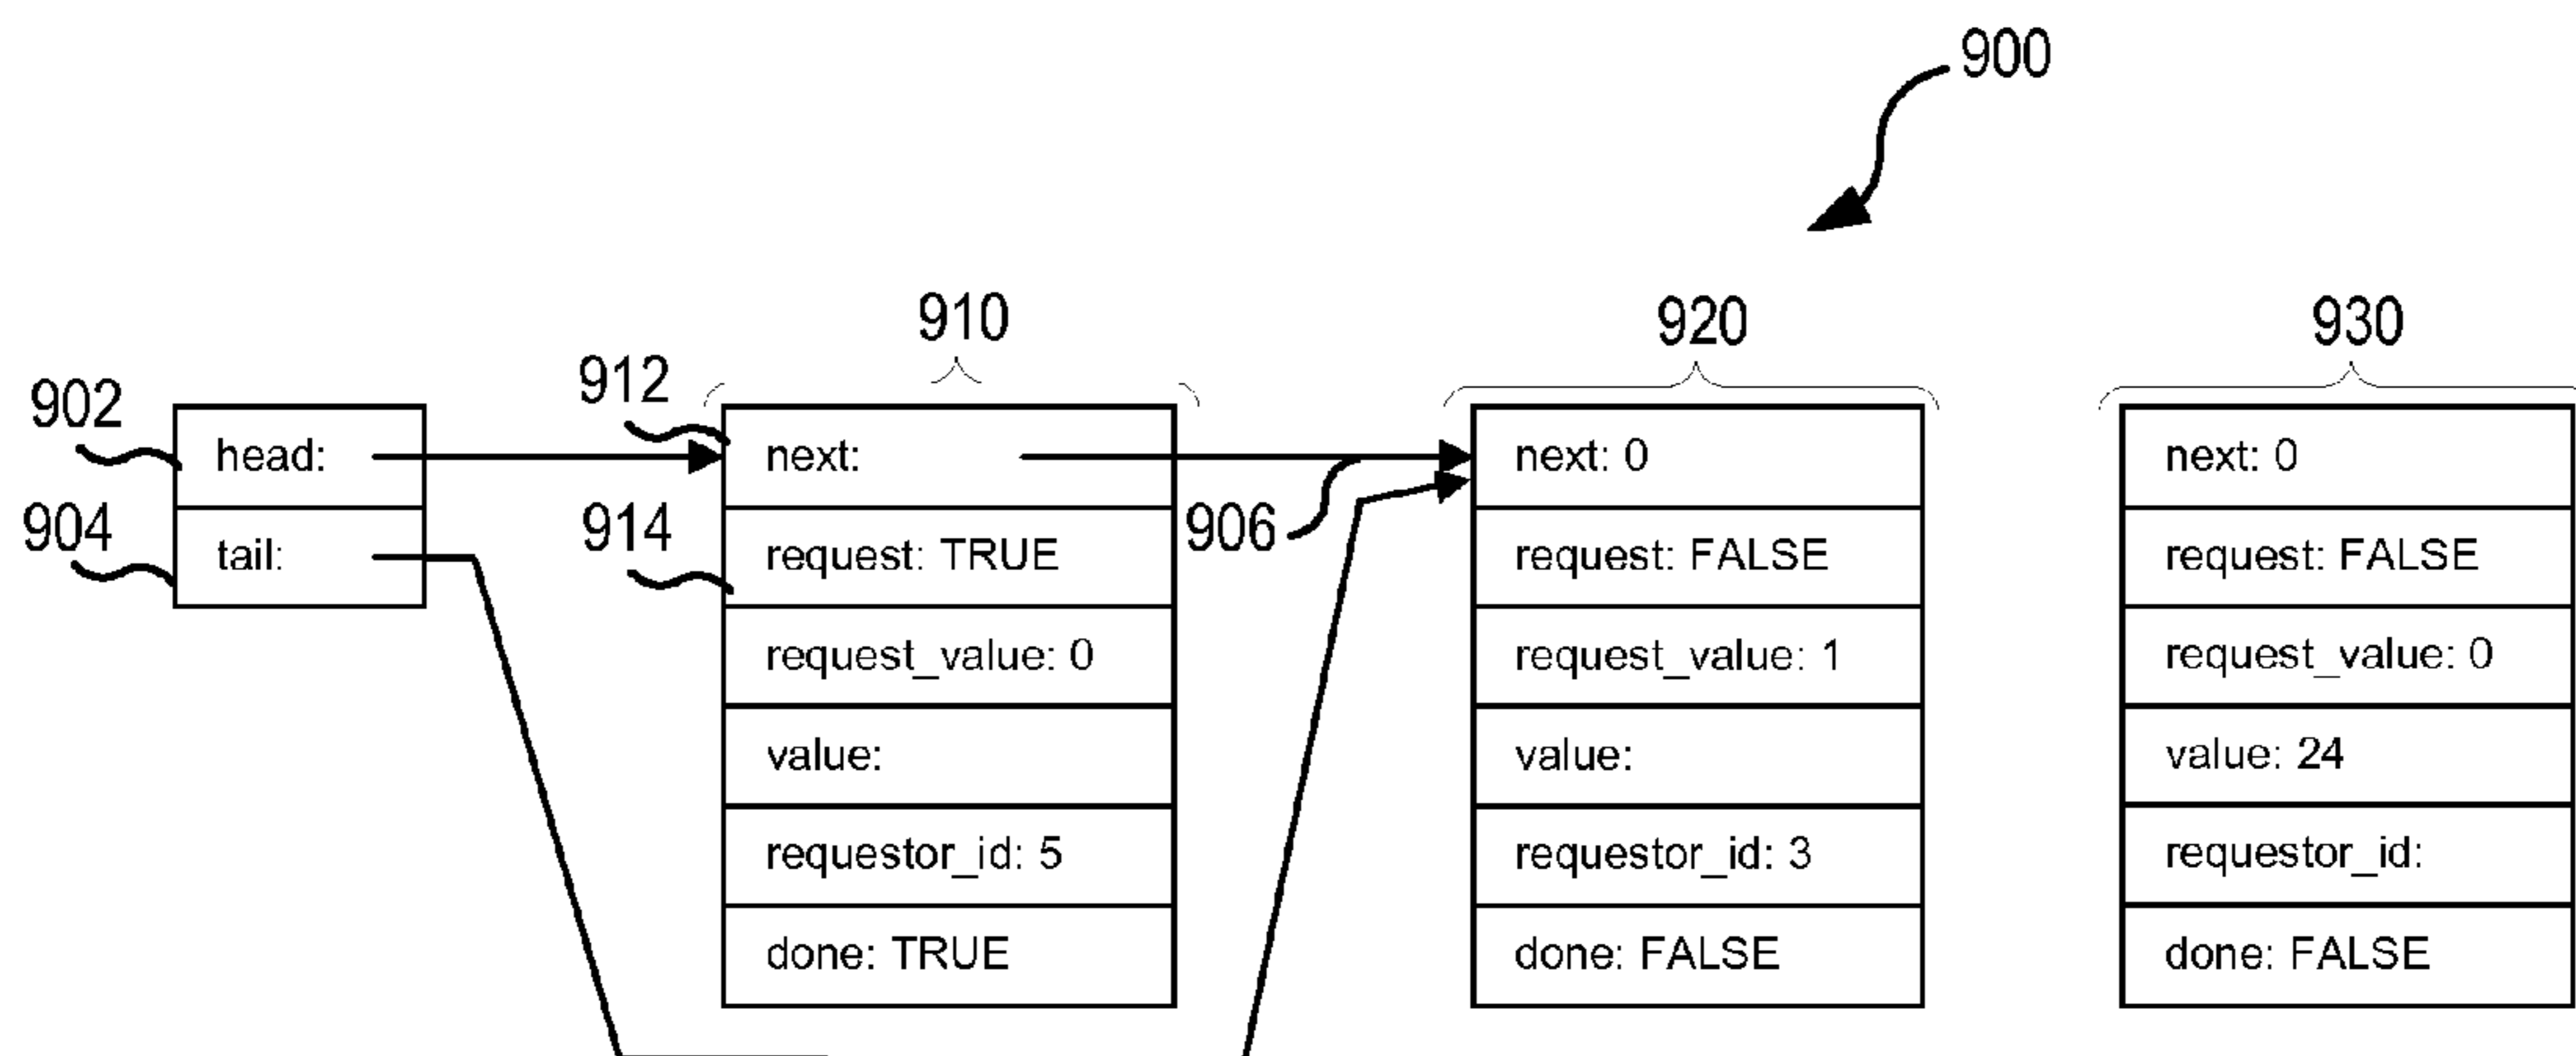 900
910
920
930
912
902
head:
next:
next: 0
next: 0
904
tail:
914
request: TRUE
906
request: FALSE
request: FALSE
request_value: 0
request_value: 1
request_value: 0
value:
value:
value: 24
requestor_id: 5
requestor_id: 3
requestor_id:
done: TRUE
done: FALSE
done: FALSE